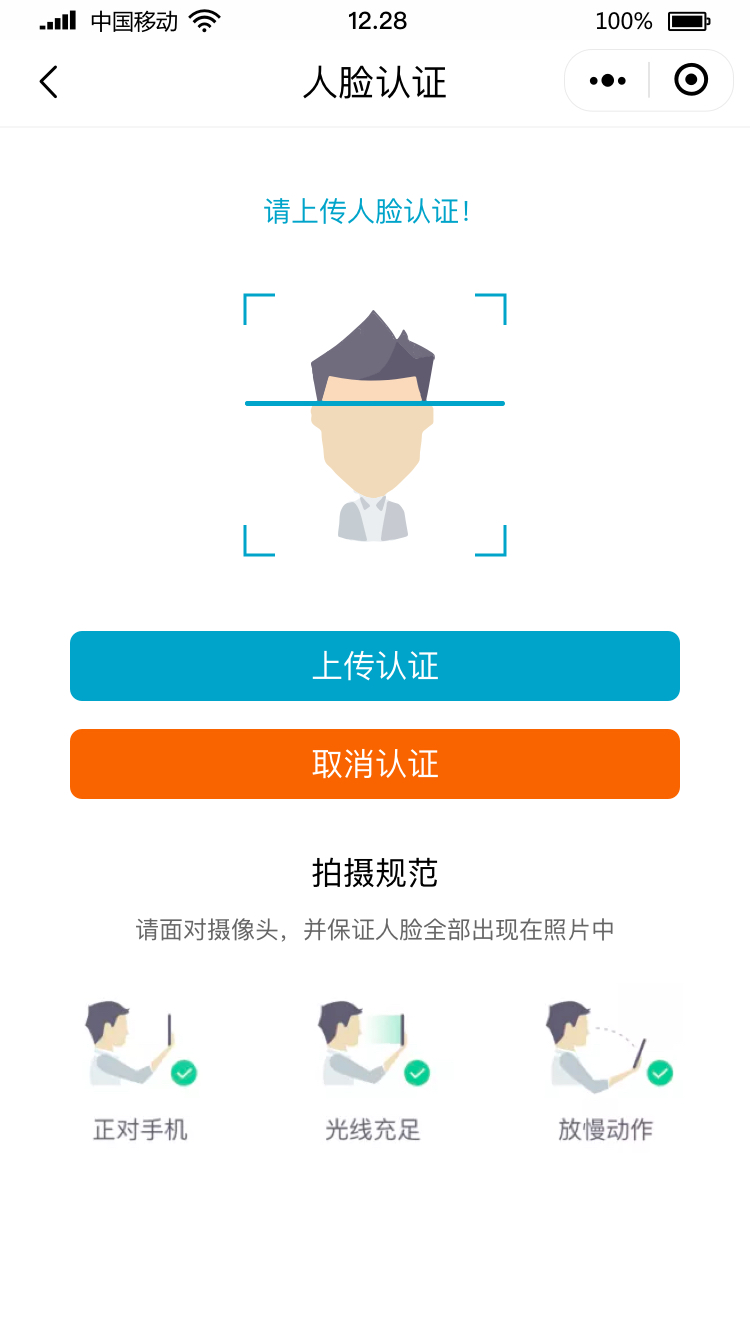 中国移动 12.28 100%
人脸认证
请上传人脸认证!
上传认证
取消认证
拍摄规范
请面对摄像头，并保证人脸全部出现在照片中
正对手机 光线充足 放慢动作